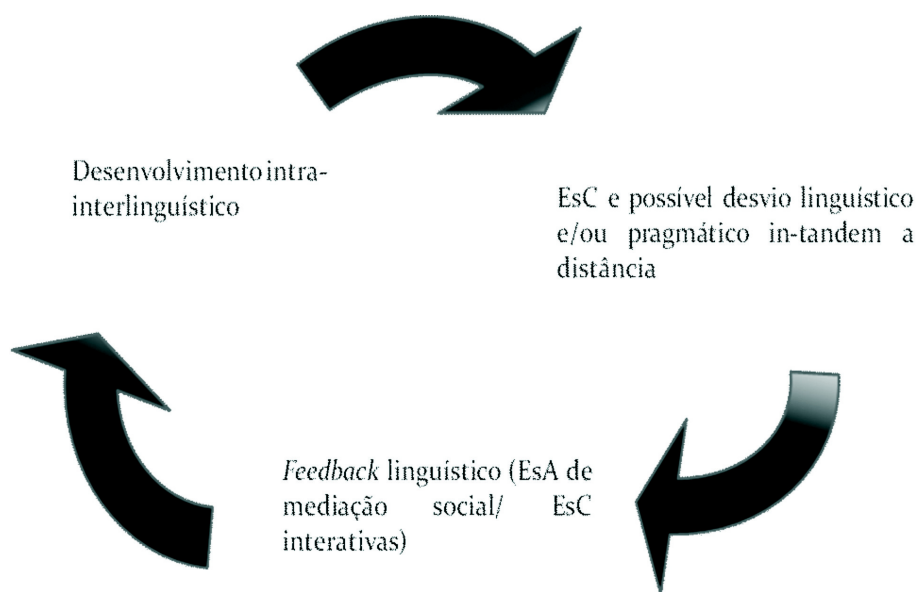 Desenvolvimento intra-
interlinguístico
EsC e possível desvio linguístico
e/ou pragmático in-tandem a
distância
Feedback linguístico (EsA de
mediação social/ EsC
interativas)